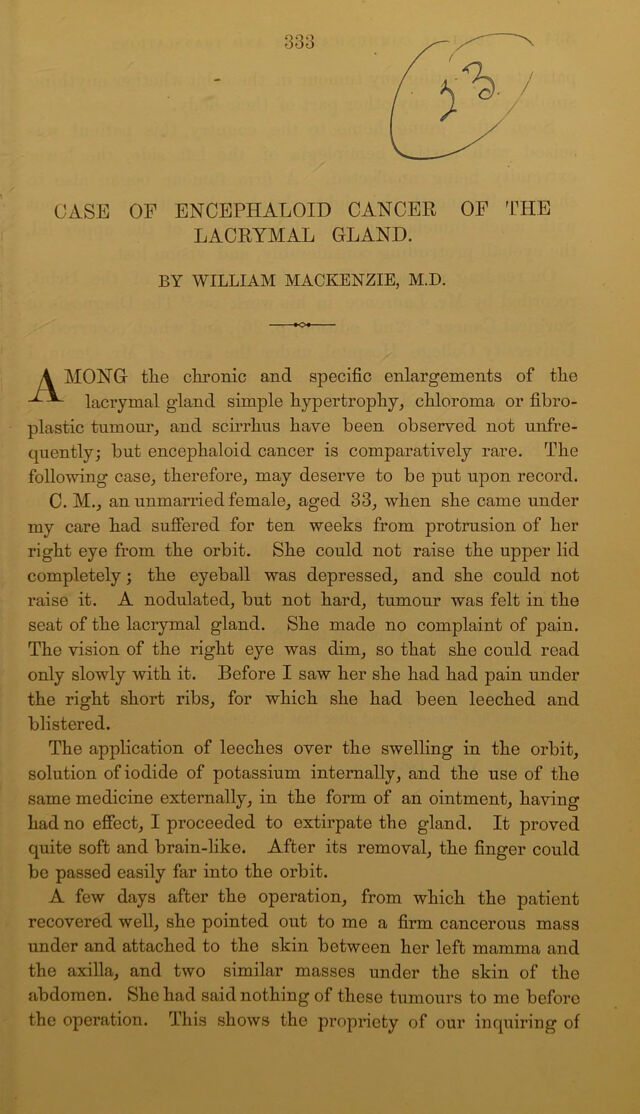 333
23
CASE OF ENCEPHALOID CANCER OF THE
LACRYMAL GLAND.
BY WILLIAM MACKENZIE, M.D.
AMONG the chronic and specific enlargements of the
lacrymal gland simple hypertrophy, chloroma or fibro-
plastic tumour, and scirrhus have been observed not unfre-
quently; but encephaloid cancer is comparatively rare. The
following case, therefore, may deserve to be put upon record.
C. M., an unmarried female, aged 33, when she came under
my care had suffered for ten weeks from protrusion of her
right eye from the orbit. She could not raise the upper lid
completely; the eyeball was depressed, and she could not
raise it. A nodulated, but not hard, tumour was felt in the
seat of the lacrymal gland. She made no complaint of pain.
The vision of the right eye was dim, so that she could read
only slowly with it. Before I saw her she had had pain under
the right short ribs, for which she had been leeched and
blistered.
The application of leeches over the swelling in the orbit,
solution of iodide of potassium internally, and the use of the
same medicine externally, in the form of an ointment, having
had no effect, I proceeded to extirpate the gland. It proved
quite soft and brain-like. After its removal, the finger could
be passed easily far into the orbit.
A few days after the operation, from which the patient
recovered well, she pointed out to me a firm cancerous mass
under and attached to the skin between her left mamma and
the axilla, and two similar masses under the skin of the
abdomen. She had said nothing of these tumours to me before
the operation. This shows the propriety of our inquiring of